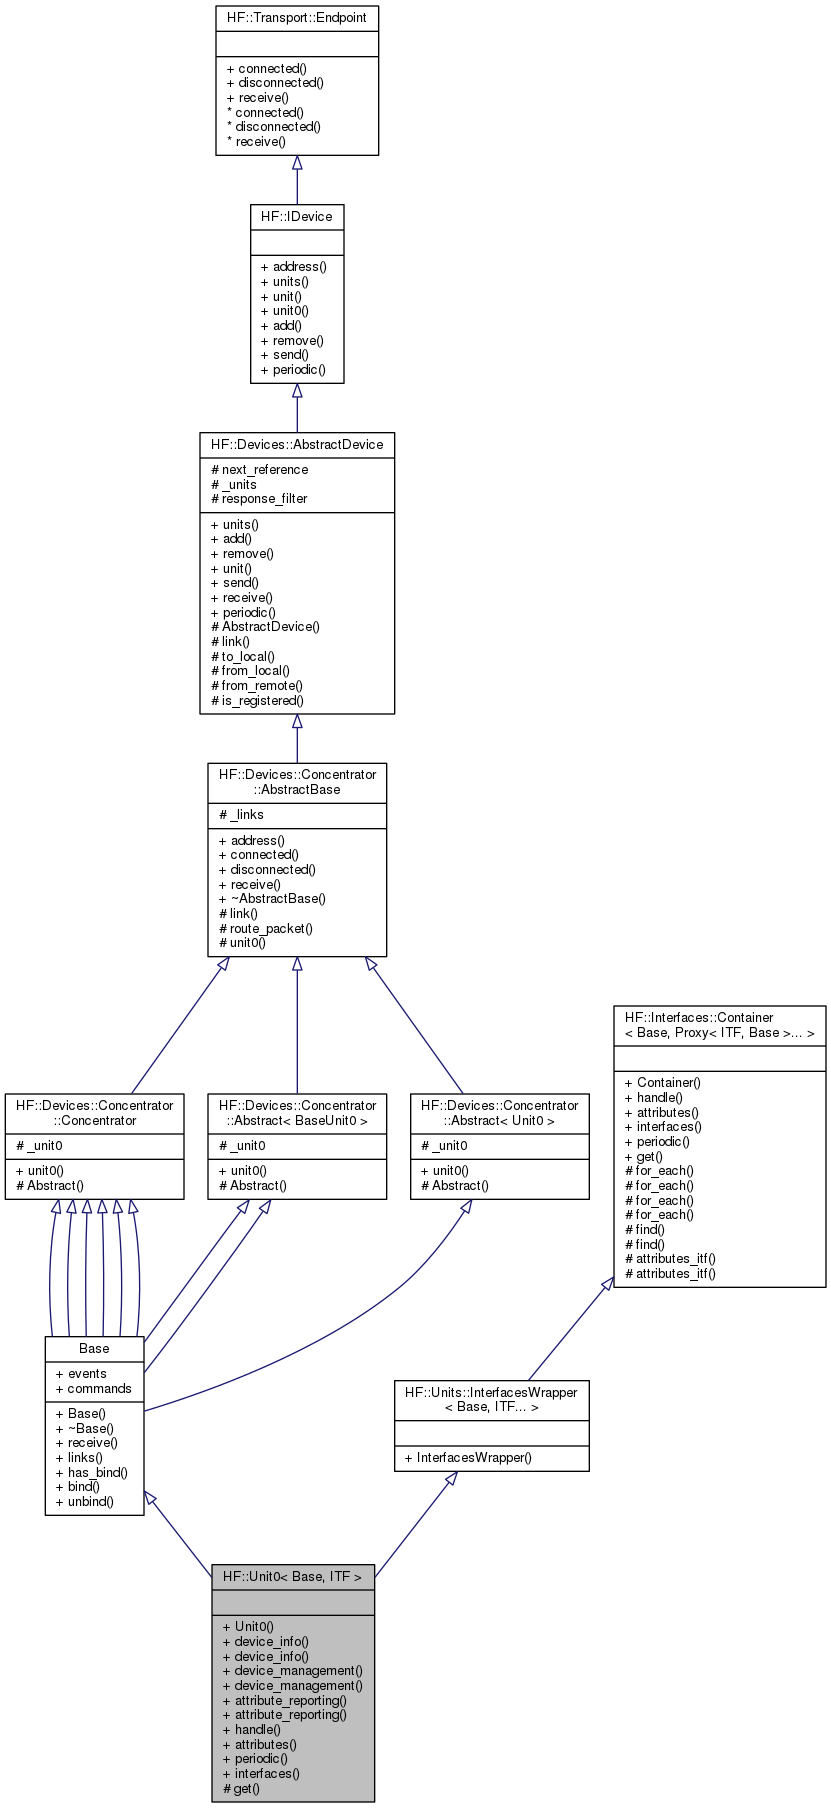 HF::Transport::Endpoint
+ connected()
+ disconnected()
+ receive()
* connected()
* disconnected()
* receive()
HF::IDevice
+ address()
+ units()
+ unit()
+ unit0()
+ add()
+ remove()
+ send()
+ periodic()
HF::Devices::AbstractDevice
# next_reference
# _units
# response_filter
+ units()
+ add()
+ remove()
+ unit()
+ send()
+ receive()
+ periodic()
# AbstractDevice()
# link()
# to_local()
# from_local()
# from_remote()
# is_registered()
HF::Devices::Concentrator
::AbstractBase
# _links
+ address()
+ connected()
+ disconnected()
+ receive()
+ ~AbstractBase()
# link()
# route_packet()
# unit0()
HF::Interfaces::Container
< Base, Proxy< ITF, Base >... >
+ Container()
+ handle()
+ attributes()
+ interfaces()
+ periodic()
+ get()
# for_each()
# for_each()
# for_each()
# for_each()
# find()
# find()
# attributes_itf()
# attributes_itf()
HF::Devices::Concentrator
::Concentrator
# _unit0
+ unit0()
# Abstract()
HF::Devices::Concentrator
::Abstract< BaseUnit0 >
# _unit0
+ unit0()
# Abstract()
HF::Devices::Concentrator
::Abstract< Unit0 >
# _unit0
+ unit0()
# Abstract()
Base
+ events
+ commands
+ Base()
+ ~Base()
+ receive()
+ links()
+ has_bind()
+ bind()
+ unbind()
HF::Units::InterfacesWrapper
< Base, ITF... >
+ InterfacesWrapper()
HF::Unit0< Base, ITF >
+ Unit0()
+ device_info()
+ device_info()
+ device_management()
+ device_management()
+ attribute_reporting()
+ attribute_reporting()
+ handle()
+ attributes()
+ periodic()
+ interfaces()
# get()